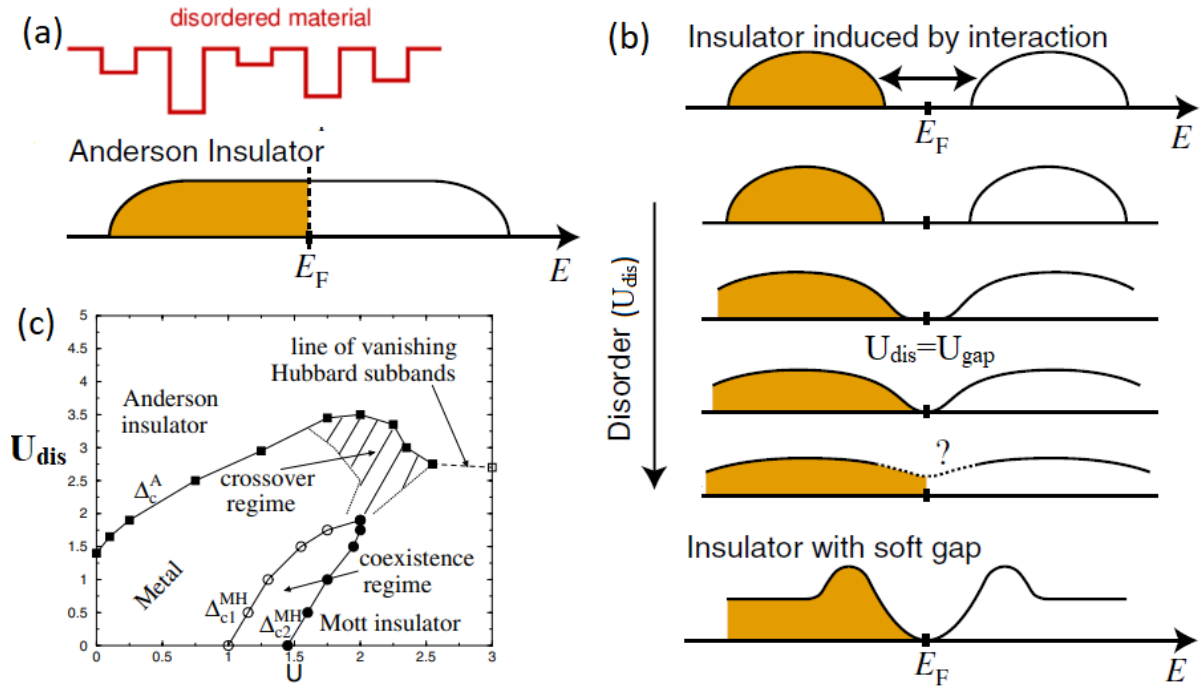 (a)
disordered material
Anderson Insulator
E_F
E
(b)
Insulator induced by interaction
E_F
E
Disorder (U_dis)
U_dis=U_gap
?
Insulator with soft gap
E_F
E
(c)
5
4.5
4
3.5
3
2.5
2
1.5
1
0.5
0
U_dis
line of vanishing
Hubbard subbands
Anderson
insulator
crossover
regime
Δ_c^A
coexistence
regime
Metal
Δ_c1^MH
Δ_c2^MH
Mott insulator
0 0.5 1 1.5 2 2.5 3
U